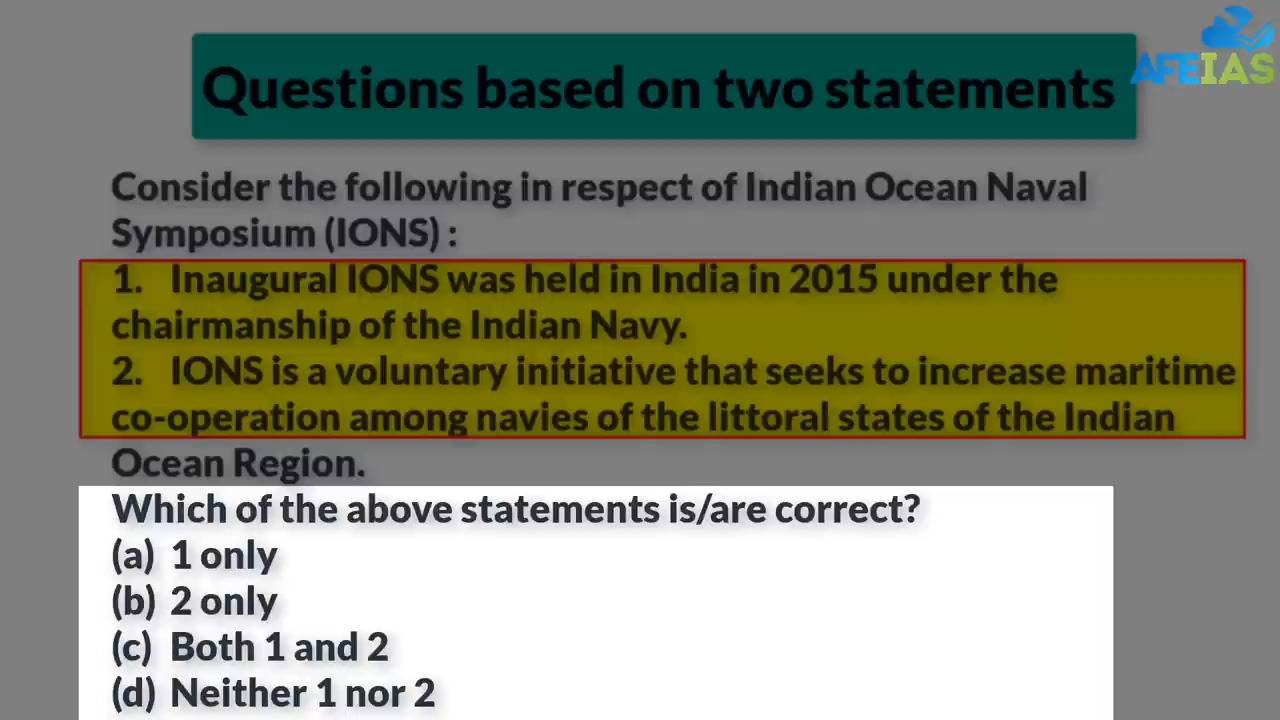 AFEIAS
Questions based on two statements
Consider the following in respect of Indian Ocean Naval
Symposium (IONS) :
1. Inaugural IONS was held in India in 2015 under the
chairmanship of the Indian Navy.
2. IONS is a voluntary initiative that seeks to increase maritime
co-operation among navies of the littoral states of the Indian
Ocean Region.
Which of the above statements is/are correct?
(a) 1 only
(b) 2 only
(c) Both 1 and 2
(d) Neither 1 nor 2